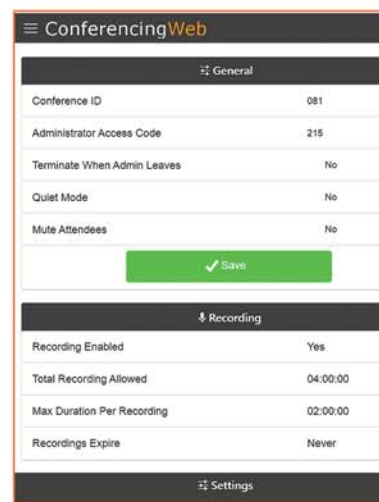 ConferencingWeb
General
Conference ID 081
Administrator Access Code 215
Terminate When Admin Leaves No
Quiet Mode No
Mute Attendees No
Save
Recording
Recording Enabled Yes
Total Recording Allowed 04:00:00
Max Duration Per Recording 02:00:00
Recordings Expire Never
Settings